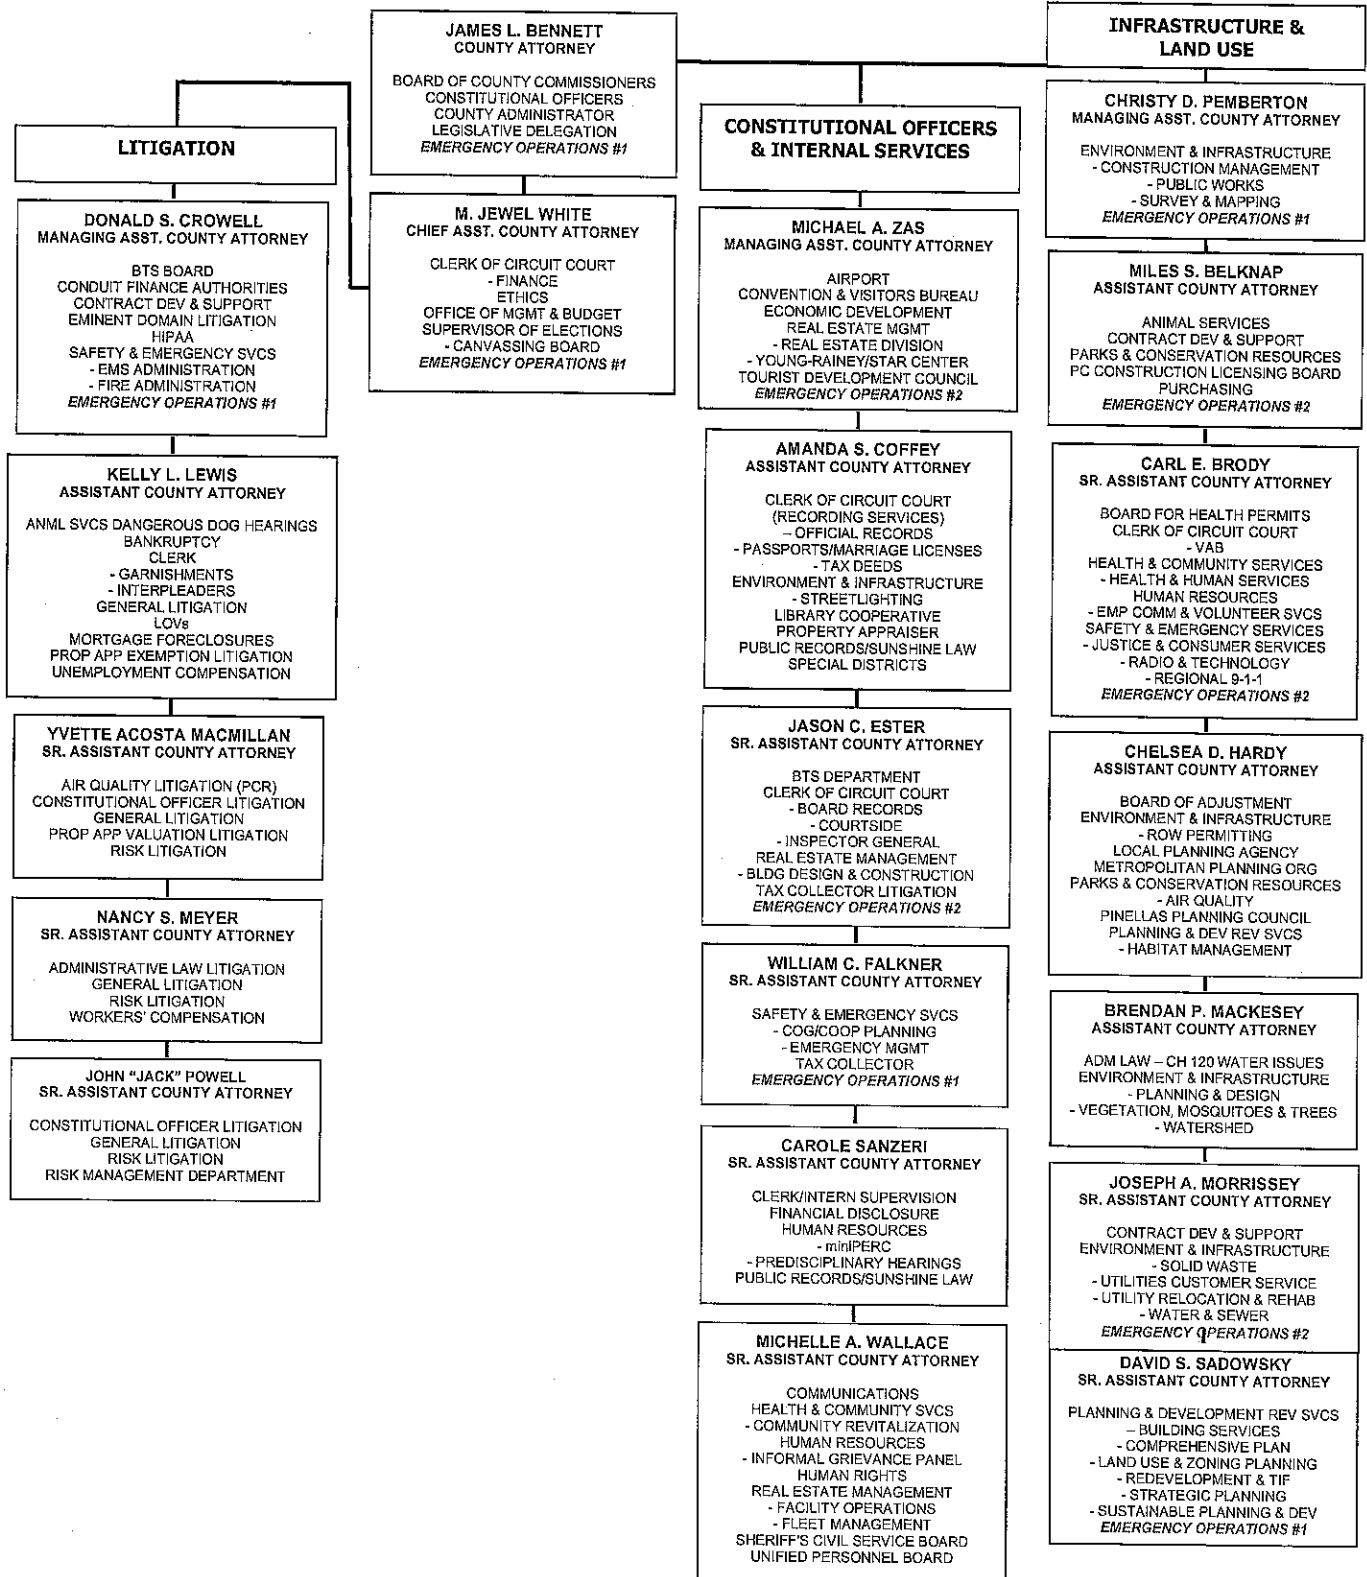 JAMES L. BENNETT
COUNTY ATTORNEY
BOARD OF COUNTY COMMISSIONERS
CONSTITUTIONAL OFFICERS
COUNTY ADMINISTRATOR
LEGISLATIVE DELEGATION
EMERGENCY OPERATIONS #1
M. JEWEL WHITE
CHIEF ASST. COUNTY ATTORNEY
CLERK OF CIRCUIT COURT
- FINANCE
ETHICS
OFFICE OF MGMT & BUDGET
SUPERVISOR OF ELECTIONS
- CANVASSING BOARD
EMERGENCY OPERATIONS #1
LITIGATION
DONALD S. CROWELL
MANAGING ASST. COUNTY ATTORNEY
BTS BOARD
CONDUIT FINANCE AUTHORITIES
CONTRACT DEV & SUPPORT
EMINENT DOMAIN LITIGATION
HIPAA
SAFETY & EMERGENCY SVCS
- EMS ADMINISTRATION
- FIRE ADMINISTRATION
EMERGENCY OPERATIONS #1
KELLY L. LEWIS
ASSISTANT COUNTY ATTORNEY
ANML SVCS DANGEROUS DOG HEARINGS
BANKRUPTCY
CLERK
- GARNISHMENTS
- INTERPLEADERS
GENERAL LITIGATION
LOVs
MORTGAGE FORECLOSURES
PROP APP EXEMPTION LITIGATION
UNEMPLOYMENT COMPENSATION
YVETTE ACOSTA MACMILLAN
SR. ASSISTANT COUNTY ATTORNEY
AIR QUALITY LITIGATION (PCR)
CONSTITUTIONAL OFFICER LITIGATION
GENERAL LITIGATION
PROP APP VALUATION LITIGATION
RISK LITIGATION
NANCY S. MEYER
SR. ASSISTANT COUNTY ATTORNEY
ADMINISTRATIVE LAW LITIGATION
GENERAL LITIGATION
RISK LITIGATION
WORKERS' COMPENSATION
JOHN "JACK" POWELL
SR. ASSISTANT COUNTY ATTORNEY
CONSTITUTIONAL OFFICER LITIGATION
GENERAL LITIGATION
RISK LITIGATION
RISK MANAGEMENT DEPARTMENT
CONSTITUTIONAL OFFICERS
& INTERNAL SERVICES
MICHAEL A. ZAS
MANAGING ASST. COUNTY ATTORNEY
AIRPORT
CONVENTION & VISITORS BUREAU
ECONOMIC DEVELOPMENT
REAL ESTATE MGMT
- REAL ESTATE DIVISION
- YOUNG-RAINEY/STAR CENTER
TOURIST DEVELOPMENT COUNCIL
EMERGENCY OPERATIONS #2
AMANDA S. COFFEY
ASSISTANT COUNTY ATTORNEY
CLERK OF CIRCUIT COURT
(RECORDING SERVICES)
– OFFICIAL RECORDS
- PASSPORTS/MARRIAGE LICENSES
- TAX DEEDS
ENVIRONMENT & INFRASTRUCTURE
- STREETLIGHTING
LIBRARY COOPERATIVE
PROPERTY APPRAISER
PUBLIC RECORDS/SUNSHINE LAW
SPECIAL DISTRICTS
JASON C. ESTER
SR. ASSISTANT COUNTY ATTORNEY
BTS DEPARTMENT
CLERK OF CIRCUIT COURT
- BOARD RECORDS
- COURTSIDE
- INSPECTOR GENERAL
REAL ESTATE MANAGEMENT
- BLDG DESIGN & CONSTRUCTION
TAX COLLECTOR LITIGATION
EMERGENCY OPERATIONS #2
WILLIAM C. FALKNER
SR. ASSISTANT COUNTY ATTORNEY
SAFETY & EMERGENCY SVCS
- COG/COOP PLANNING
- EMERGENCY MGMT
TAX COLLECTOR
EMERGENCY OPERATIONS #1
CAROLE SANZERI
SR. ASSISTANT COUNTY ATTORNEY
CLERK/INTERN SUPERVISION
FINANCIAL DISCLOSURE
HUMAN RESOURCES
- miniPERC
- PREDISCIPLINARY HEARINGS
PUBLIC RECORDS/SUNSHINE LAW
MICHELLE A. WALLACE
SR. ASSISTANT COUNTY ATTORNEY
COMMUNICATIONS
HEALTH & COMMUNITY SVCS
- COMMUNITY REVITALIZATION
HUMAN RESOURCES
- INFORMAL GRIEVANCE PANEL
HUMAN RIGHTS
REAL ESTATE MANAGEMENT
- FACILITY OPERATIONS
- FLEET MANAGEMENT
SHERIFF'S CIVIL SERVICE BOARD
UNIFIED PERSONNEL BOARD
INFRASTRUCTURE &
LAND USE
CHRISTY D. PEMBERTON
MANAGING ASST. COUNTY ATTORNEY
ENVIRONMENT & INFRASTRUCTURE
- CONSTRUCTION MANAGEMENT
- PUBLIC WORKS
- SURVEY & MAPPING
EMERGENCY OPERATIONS #1
MILES S. BELKNAP
ASSISTANT COUNTY ATTORNEY
ANIMAL SERVICES
CONTRACT DEV & SUPPORT
PARKS & CONSERVATION RESOURCES
PC CONSTRUCTION LICENSING BOARD
PURCHASING
EMERGENCY OPERATIONS #2
CARL E. BRODY
SR. ASSISTANT COUNTY ATTORNEY
BOARD FOR HEALTH PERMITS
CLERK OF CIRCUIT COURT
- VAB
HEALTH & COMMUNITY SERVICES
- HEALTH & HUMAN SERVICES
HUMAN RESOURCES
- EMP COMM & VOLUNTEER SVCS
SAFETY & EMERGENCY SERVICES
- JUSTICE & CONSUMER SERVICES
- RADIO & TECHNOLOGY
- REGIONAL 9-1-1
EMERGENCY OPERATIONS #2
CHELSEA D. HARDY
ASSISTANT COUNTY ATTORNEY
BOARD OF ADJUSTMENT
ENVIRONMENT & INFRASTRUCTURE
- ROW PERMITTING
LOCAL PLANNING AGENCY
METROPOLITAN PLANNING ORG
PARKS & CONSERVATION RESOURCES
- AIR QUALITY
PINELLAS PLANNING COUNCIL
PLANNING & DEV REV SVCS
- HABITAT MANAGEMENT
BRENDAN P. MACKESEY
ASSISTANT COUNTY ATTORNEY
ADM LAW – CH 120 WATER ISSUES
ENVIRONMENT & INFRASTRUCTURE
- PLANNING & DESIGN
- VEGETATION, MOSQUITOES & TREES
- WATERSHED
JOSEPH A. MORRISSEY
SR. ASSISTANT COUNTY ATTORNEY
CONTRACT DEV & SUPPORT
ENVIRONMENT & INFRASTRUCTURE
- SOLID WASTE
- UTILITIES CUSTOMER SERVICE
- UTILITY RELOCATION & REHAB
- WATER & SEWER
EMERGENCY OPERATIONS #2
DAVID S. SADOWSKY
SR. ASSISTANT COUNTY ATTORNEY
PLANNING & DEVELOPMENT REV SVCS
– BUILDING SERVICES
- COMPREHENSIVE PLAN
- LAND USE & ZONING PLANNING
- REDEVELOPMENT & TIF
- STRATEGIC PLANNING
- SUSTAINABLE PLANNING & DEV
EMERGENCY OPERATIONS #1